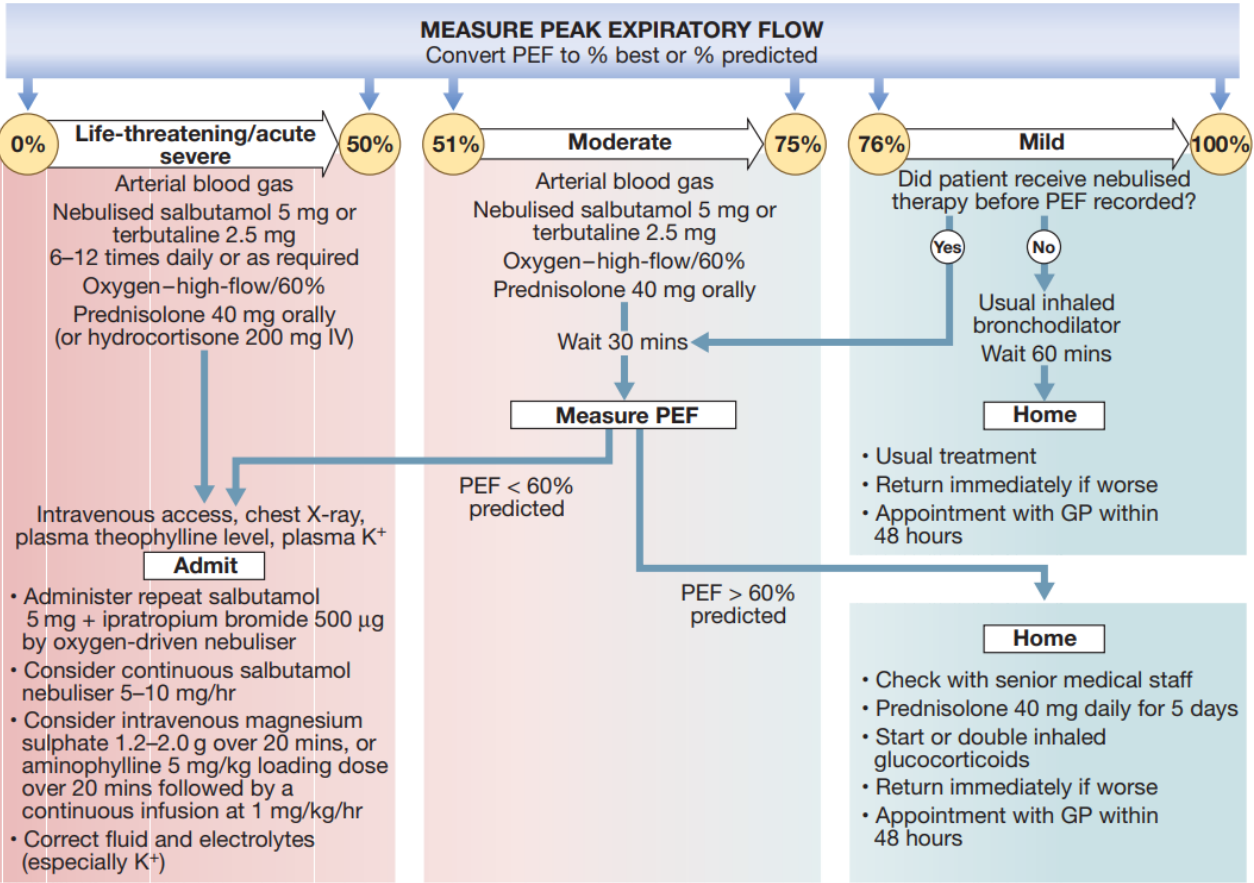 MEASURE PEAK EXPIRATORY FLOW
Convert PEF to % best or % predicted
0%
Life-threatening/acute
severe
50%
Arterial blood gas
Nebulised salbutamol 5 mg or
terbutaline 2.5 mg
6–12 times daily or as required
Oxygen–high-flow/60%
Prednisolone 40 mg orally
(or hydrocortisone 200 mg IV)
Intravenous access, chest X-ray,
plasma theophylline level, plasma K+
Admit
• Administer repeat salbutamol
5 mg + ipratropium bromide 500 μg
by oxygen-driven nebuliser
• Consider continuous salbutamol
nebuliser 5–10 mg/hr
• Consider intravenous magnesium
sulphate 1.2–2.0 g over 20 mins, or
aminophylline 5 mg/kg loading dose
over 20 mins followed by a
continuous infusion at 1 mg/kg/hr
• Correct fluid and electrolytes
(especially K+)
51%
Moderate
75%
Arterial blood gas
Nebulised salbutamol 5 mg or
terbutaline 2.5 mg
Oxygen–high-flow/60%
Prednisolone 40 mg orally
Wait 30 mins
Measure PEF
PEF < 60%
predicted
PEF > 60%
predicted
76%
Mild
100%
Did patient receive nebulised
therapy before PEF recorded?
Yes
No
Usual inhaled
bronchodilator
Wait 60 mins
Home
• Usual treatment
• Return immediately if worse
• Appointment with GP within
48 hours
Home
• Check with senior medical staff
• Prednisolone 40 mg daily for 5 days
• Start or double inhaled
glucocorticoids
• Return immediately if worse
• Appointment with GP within
48 hours